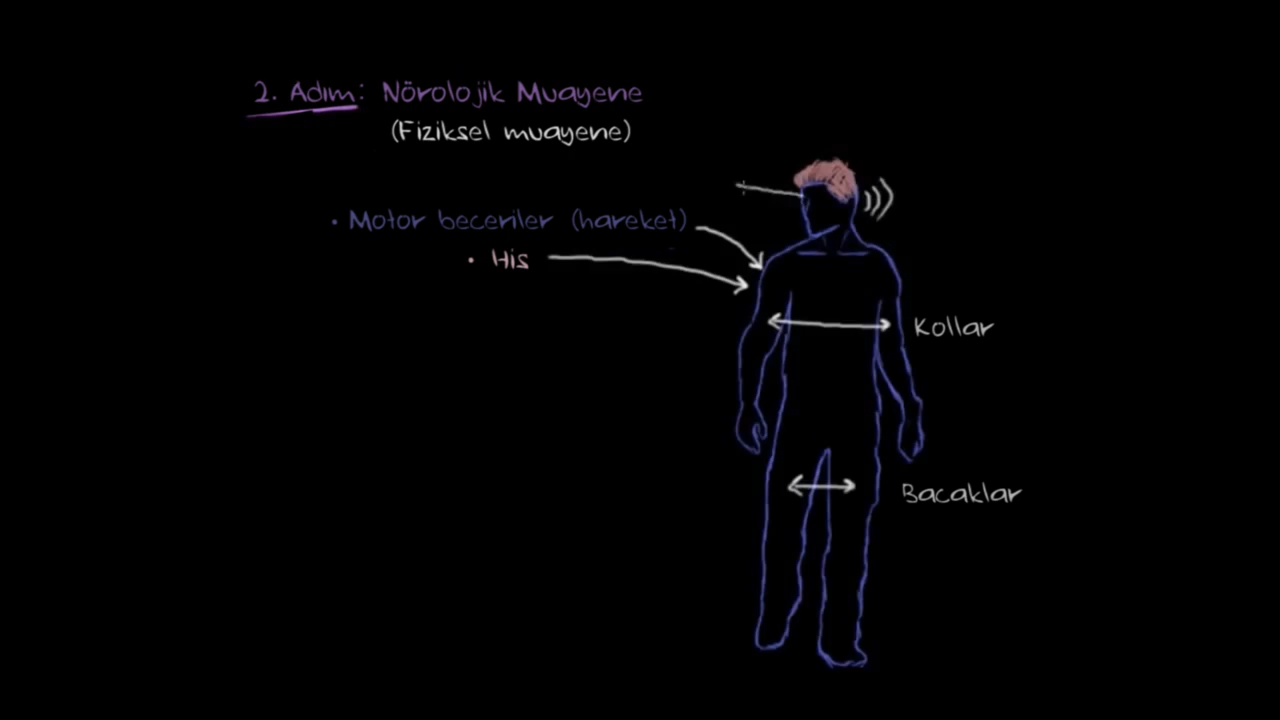 2. Adım: Nörolojik Muayene
(Fiziksel muayene)
• Motor beceriler (hareket)
• His
Kollar
Bacaklar